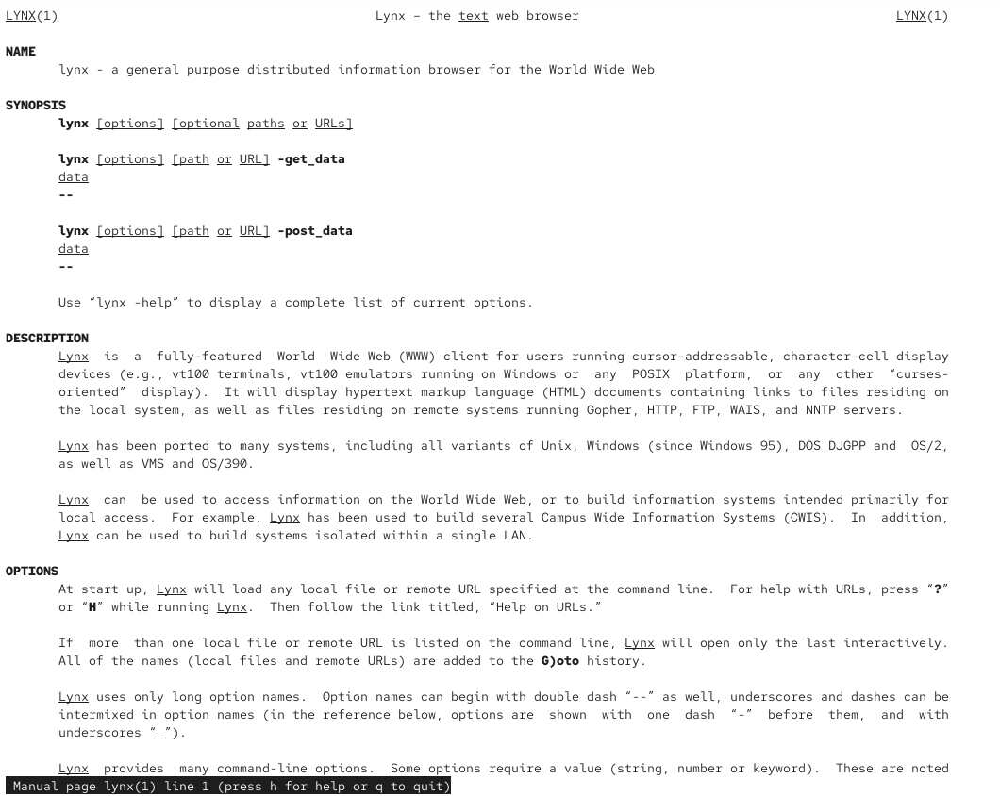 LYNX(1) Lynx – the text web browser LYNX(1)
NAME
lynx - a general purpose distributed information browser for the World Wide Web
SYNOPSIS
lynx [options] [optional paths or URLs]
lynx [options] [path or URL] -get_data
data
--
lynx [options] [path or URL] -post_data
data
--
Use “lynx -help” to display a complete list of current options.
DESCRIPTION
Lynx is a fully-featured World Wide Web (WWW) client for users running cursor-addressable, character-cell display
devices (e.g., vt100 terminals, vt100 emulators running on Windows or any POSIX platform, or any other “curses-
oriented” display). It will display hypertext markup language (HTML) documents containing links to files residing on
the local system, as well as files residing on remote systems running Gopher, HTTP, FTP, WAIS, and NNTP servers.
Lynx has been ported to many systems, including all variants of Unix, Windows (since Windows 95), DOS DJGPP and OS/2,
as well as VMS and OS/390.
Lynx can be used to access information on the World Wide Web, or to build information systems intended primarily for
local access. For example, Lynx has been used to build several Campus Wide Information Systems (CWIS). In addition,
Lynx can be used to build systems isolated within a single LAN.
OPTIONS
At start up, Lynx will load any local file or remote URL specified at the command line. For help with URLs, press “?”
or “H” while running Lynx. Then follow the link titled, “Help on URLs.”
If more than one local file or remote URL is listed on the command line, Lynx will open only the last interactively.
All of the names (local files and remote URLs) are added to the G)oto history.
Lynx uses only long option names. Option names can begin with double dash “--” as well, underscores and dashes can be
intermixed in option names (in the reference below, options are shown with one dash “-” before them, and with
underscores “_”).
Lynx provides many command-line options. Some options require a value (string, number or keyword). These are noted
Manual page lynx(1) line 1 (press h for help or q to quit)